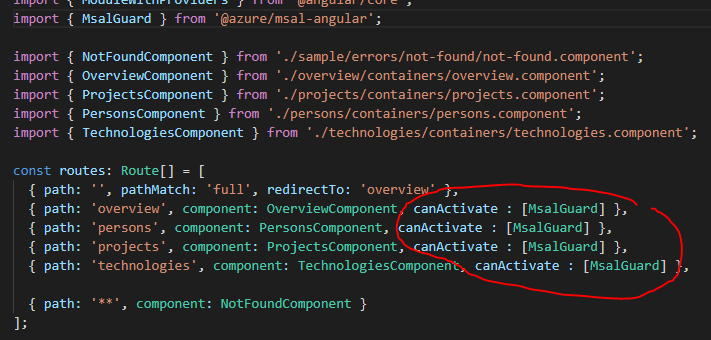 import { ModuleWithProviders } from '@angular/core';
import { MsalGuard } from '@azure/msal-angular';
import { NotFoundComponent } from './sample/errors/not-found/not-found.component';
import { OverviewComponent } from './overview/containers/overview.component';
import { ProjectsComponent } from './projects/containers/projects.component';
import { PersonsComponent } from './persons/containers/persons.component';
import { TechnologiesComponent } from './technologies/containers/technologies.component';
const routes: Route[] = [
{ path: '', pathMatch: 'full', redirectTo: 'overview' },
{ path: 'overview', component: OverviewComponent, canActivate : [MsalGuard] },
{ path: 'persons', component: PersonsComponent, canActivate : [MsalGuard] },
{ path: 'projects', component: ProjectsComponent, canActivate : [MsalGuard] },
{ path: 'technologies', component: TechnologiesComponent, canActivate : [MsalGuard] },
{ path: '**', component: NotFoundComponent }
];